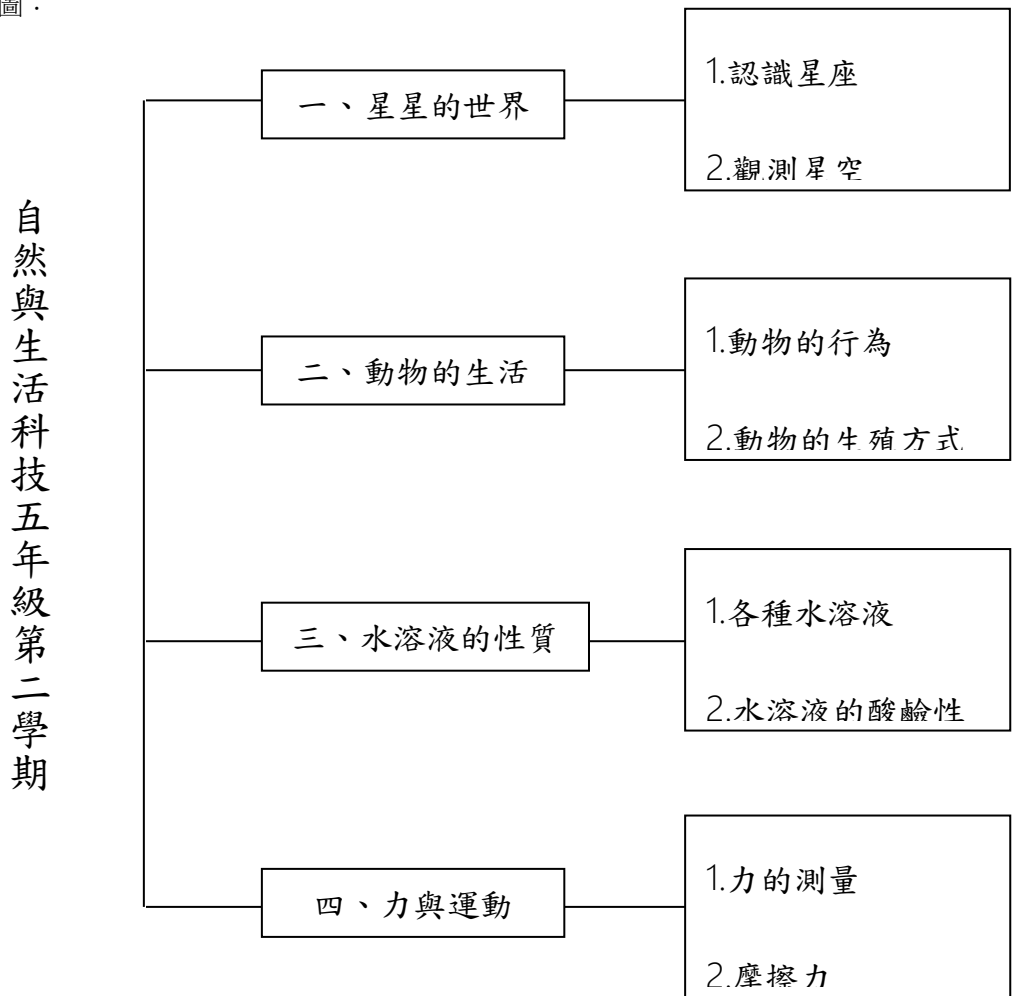 圖：
自然與生活科技五年級第二學期
一、星星的世界
1.認識星座
2.觀測星空
二、動物的生活
1.動物的行為
2.動物的生殖方式
三、水溶液的性質
1.各種水溶液
2.水溶液的酸鹼性
四、力與運動
1.力的測量
2.摩擦力